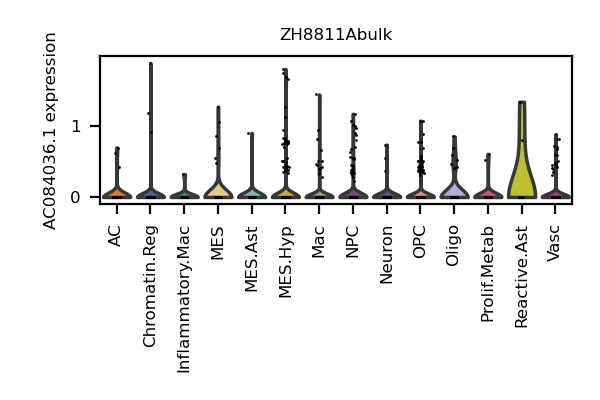 ZH8811Abulk
AC084036.1 expression
1
0
AC
Chromatin.Reg
Inflammatory.Mac
MES
MES.Ast
MES.Hyp
Mac
NPC
Neuron
OPC
Oligo
Prolif.Metab
Reactive.Ast
Vasc